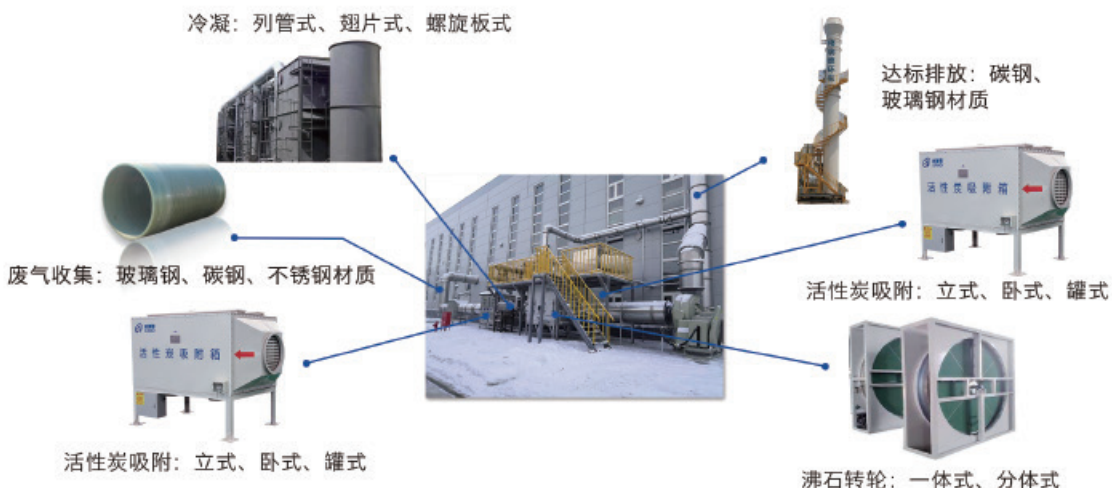 冷凝：列管式、翅片式、螺旋板式
达标排放：碳钢、
玻璃钢材质
活性炭吸附箱
废气收集：玻璃钢、碳钢、不锈钢材质
活性炭吸附：立式、卧式、罐式
活性炭吸附箱
活性炭吸附：立式、卧式、罐式
沸石转轮：一体式、分体式